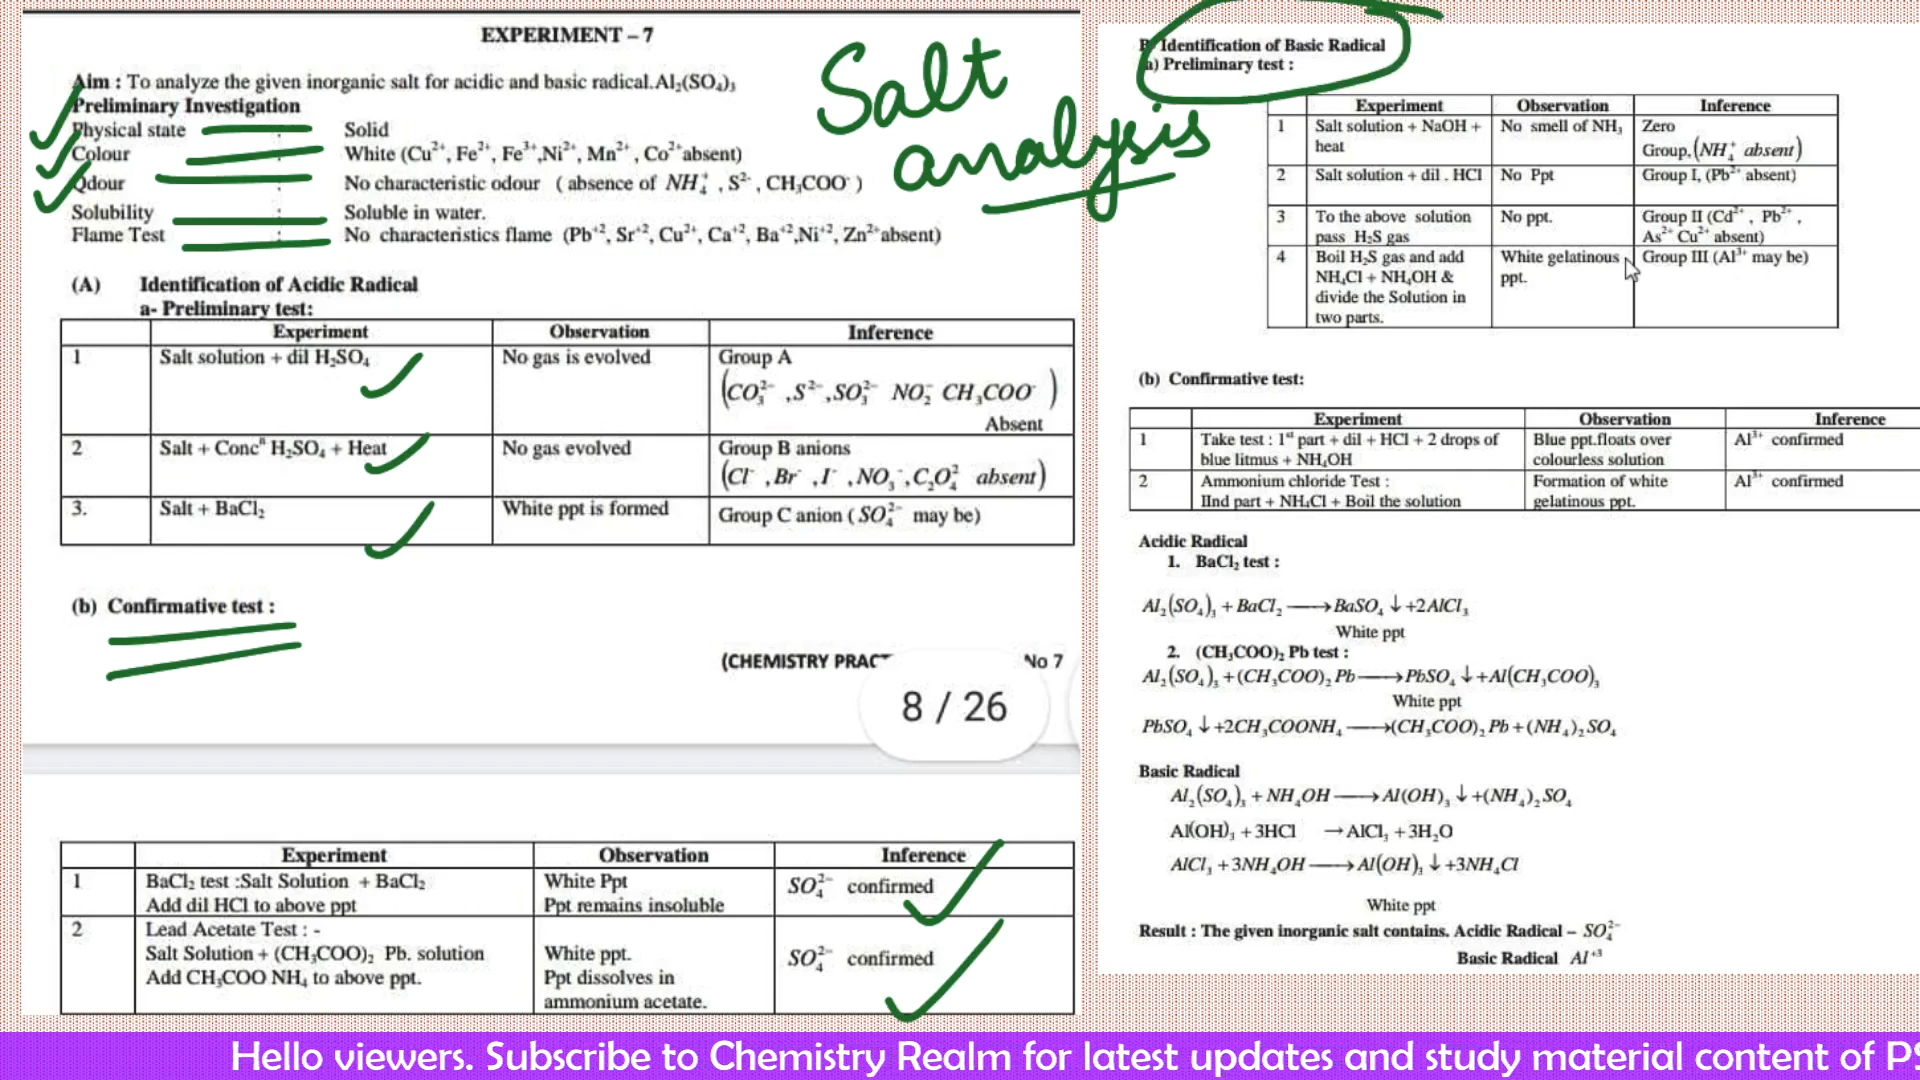 EXPERIMENT – 7
Salt
analysis
Aim : To analyze the given inorganic salt for acidic and basic radical.Al₂(SO₄)₃
Preliminary Investigation
Physical state : Solid
Colour : White (Cu²⁺, Fe²⁺, Fe³⁺,Ni²⁺, Mn²⁺ , Co²⁺absent)
Odour : No characteristic odour ( absence of NH₄⁺ , S²⁻ , CH₃COO⁻ )
Solubility : Soluble in water.
Flame Test : No characteristics flame (Pb⁺², Sr⁺², Cu²⁺, Ca⁺², Ba⁺²,Ni⁺², Zn²⁺absent)
(A) Identification of Acidic Radical
a- Preliminary test:
Experiment Observation Inference
1 Salt solution + dil H₂SO₄ No gas is evolved Group A
(CO₃²⁻ ,S²⁻ ,SO₃²⁻ NO₂⁻ CH₃COO⁻ )
Absent
2 Salt + Concⁿ H₂SO₄ + Heat No gas evolved Group B anions
(Cl⁻ ,Br⁻ ,I⁻ ,NO₃⁻ ,C₂O₄² absent)
3. Salt + BaCl₂ White ppt is formed Group C anion ( SO₄²⁻ may be)
(b) Confirmative test :
(CHEMISTRY PRACT No 7
8 / 26
Experiment Observation Inference
1 BaCl₂ test :Salt Solution + BaCl₂ White Ppt SO₄²⁻ confirmed
Add dil HCl to above ppt Ppt remains insoluble
2 Lead Acetate Test : -
Salt Solution + (CH₃COO)₂ Pb. solution White ppt. SO₄²⁻ confirmed
Add CH₃COO NH₄ to above ppt. Ppt dissolves in
ammonium acetate.
Identification of Basic Radical
a) Preliminary test :
Experiment Observation Inference
1 Salt solution + NaOH + No smell of NH₃ Zero
heat Group,(NH₄⁺ absent)
2 Salt solution + dil . HCl No Ppt Group I, (Pb²⁺ absent)
3 To the above solution No ppt. Group II (Cd²⁺ , Pb²⁺ ,
pass H₂S gas As²⁺ Cu²⁺ absent)
4 Boil H₂S gas and add White gelatinous Group III (Al³⁺ may be)
NH₄Cl + NH₄OH & ppt.
divide the Solution in
two parts.
(b) Confirmative test:
Experiment Observation Inference
1 Take test : 1ˢᵗ part + dil + HCl + 2 drops of Blue ppt.floats over Al³⁺ confirmed
blue litmus + NH₄OH colourless solution
2 Ammonium chloride Test : Formation of white Al³⁺ confirmed
IInd part + NH₄Cl + Boil the solution gelatinous ppt.
Acidic Radical
1. BaCl₂ test :
Al₂(SO₄)₃ + BaCl₂ ⟶ BaSO₄ ↓ +2AlCl₃
White ppt
2. (CH₃COO)₂ Pb test :
Al₂(SO₄)₃ +(CH₃COO)₂ Pb ⟶ PbSO₄ ↓ +Al(CH₃COO)₃
White ppt
PbSO₄ ↓ +2CH₃COONH₄ ⟶ (CH₃COO)₂ Pb +(NH₄)₂ SO₄
Basic Radical
Al₂(SO₄)₃ + NH₄OH ⟶ Al(OH)₃ ↓ +(NH₄)₂ SO₄
Al(OH)₃ + 3HCl → AlCl₃ + 3H₂O
AlCl₃ +3NH₄OH ⟶ Al(OH)₃ ↓ +3NH₄Cl
White ppt
Result : The given inorganic salt contains. Acidic Radical – SO₄²⁻
Basic Radical Al⁺³
Hello viewers. Subscribe to Chemistry Realm for latest updates and study material content of PS